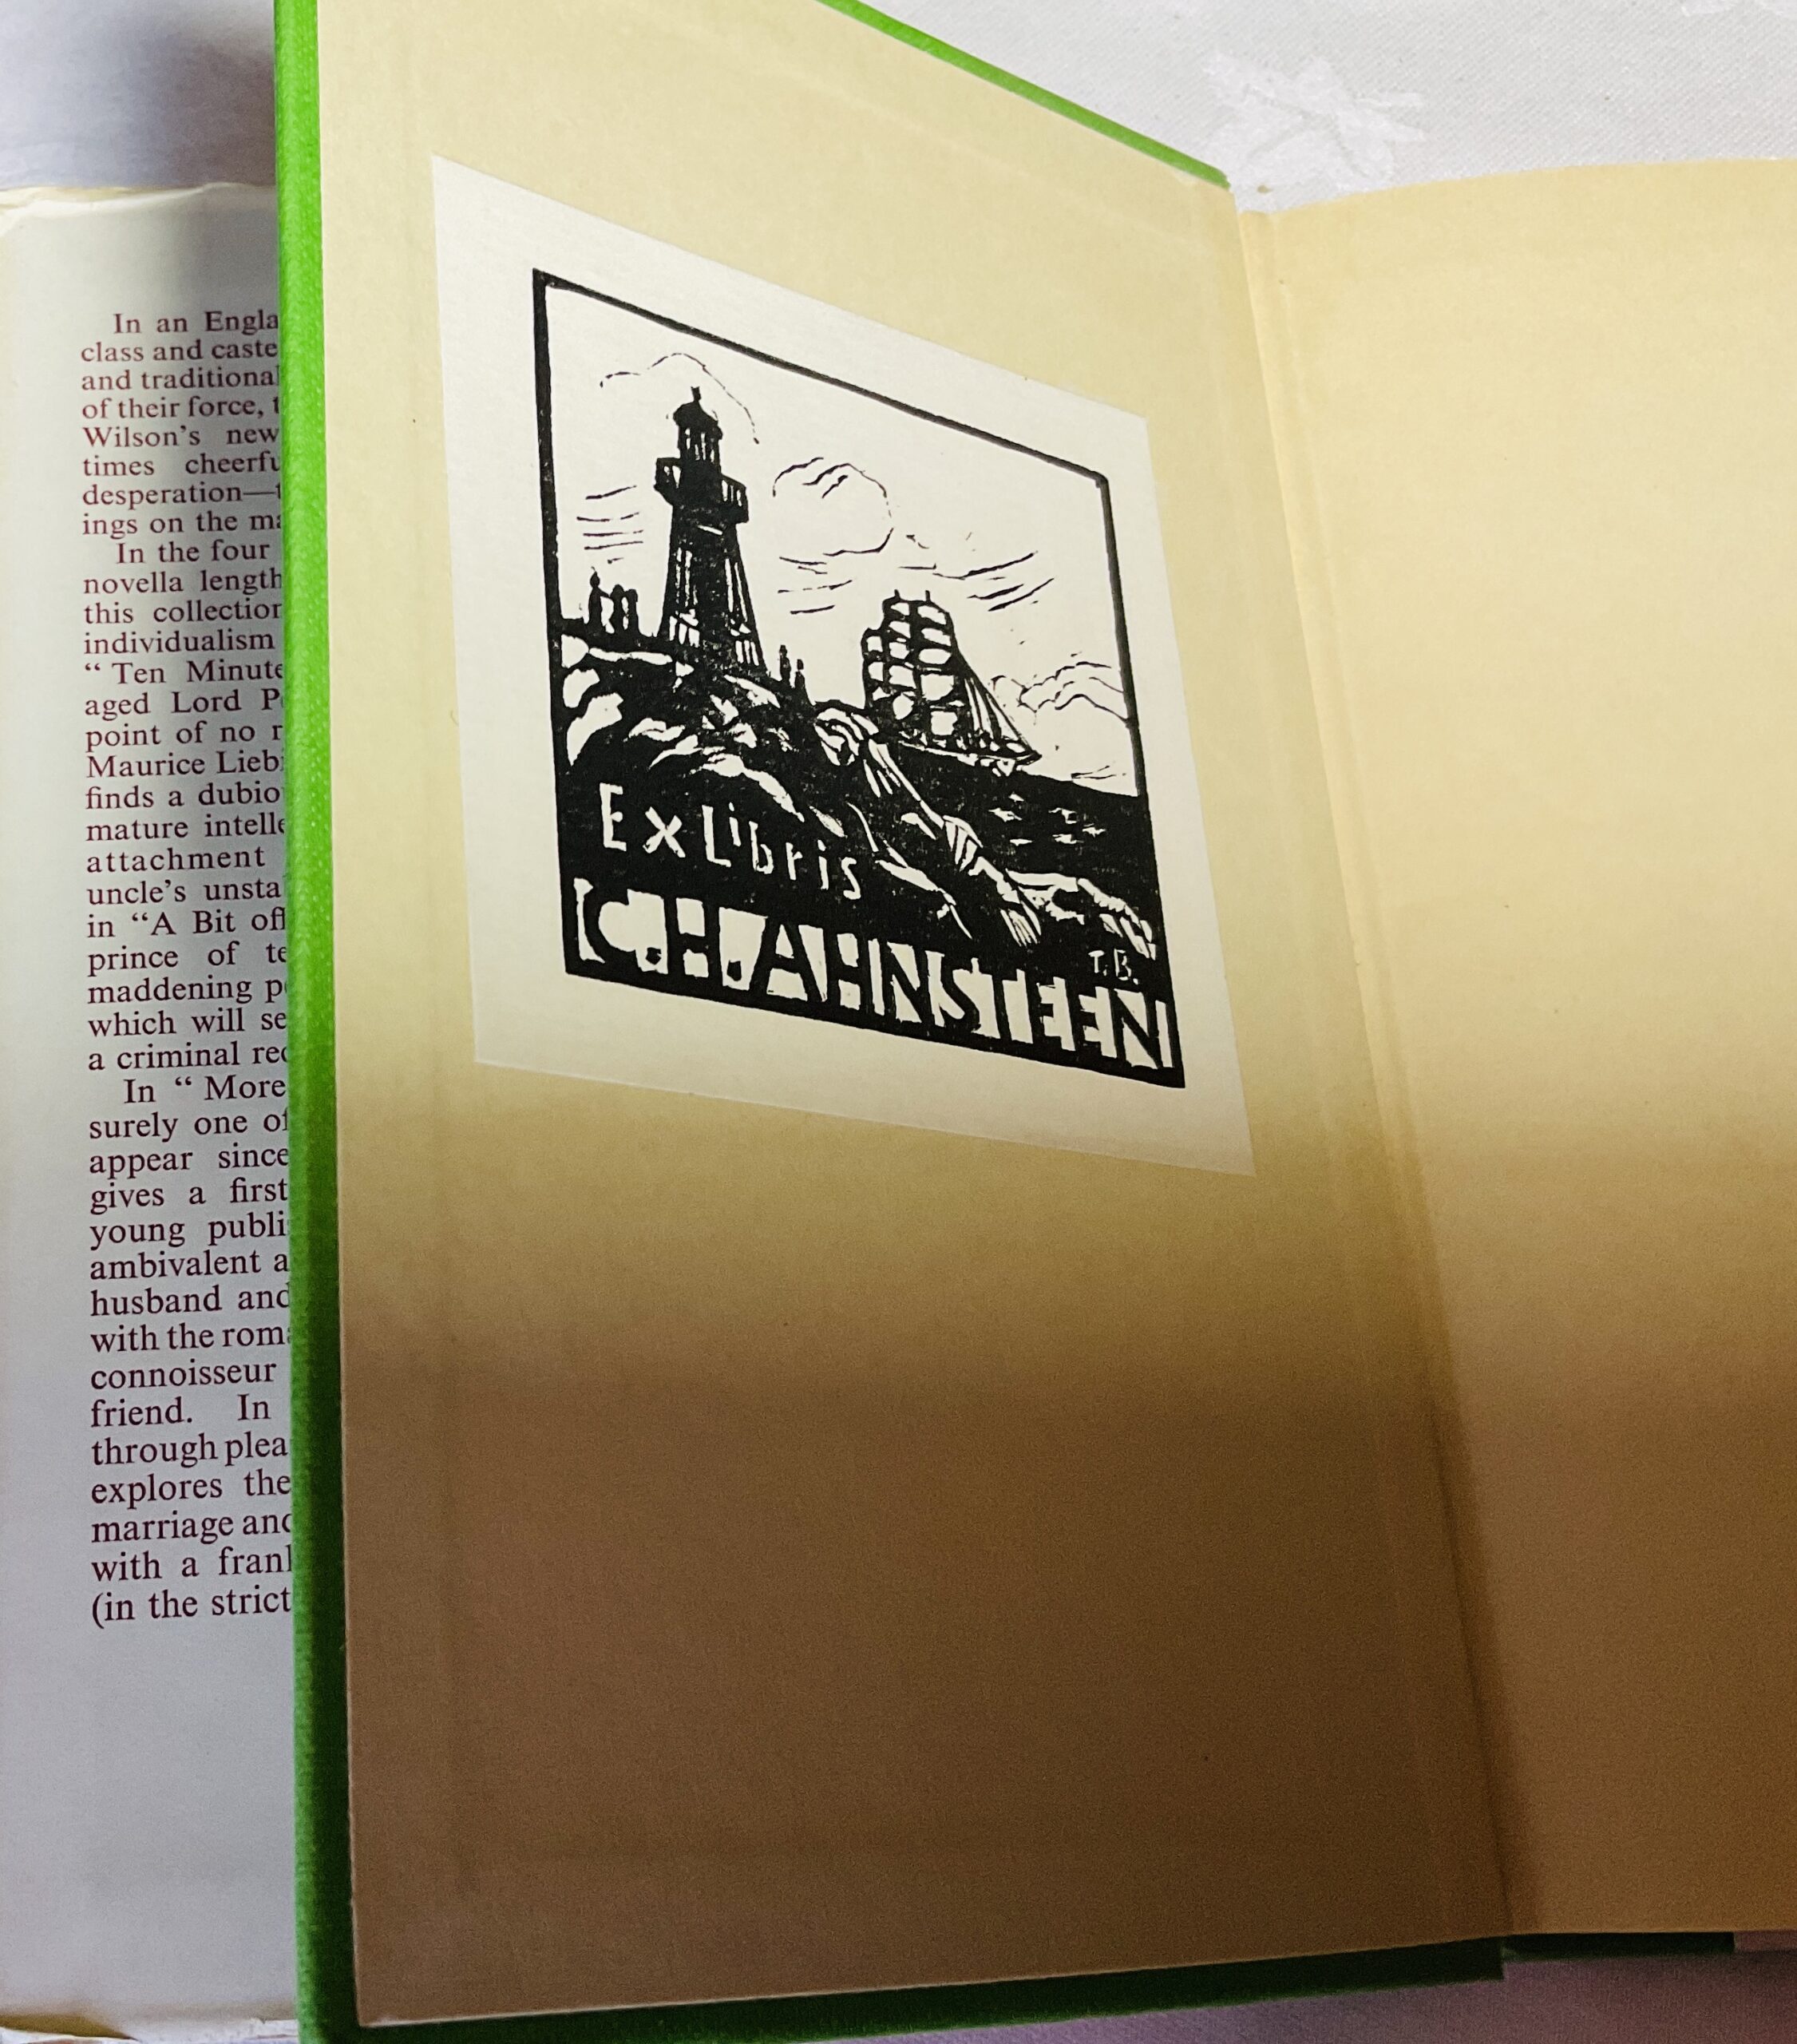 In an Engla
class and caste
and traditional
of their force, t
Wilson's new
times cheerfu
desperation—t
ings on the ma
In the four
novella length
this collection
individualism
“Ten Minute
aged Lord P
point of no r
Maurice Liebi
finds a dubio
mature intelle
attachment
uncle's unsta
in “A Bit off
prince of te
maddening p
which will se
a criminal rec
In “More
surely one of
appear since
gives a first
young publi
ambivalent a
husband and
with the roma
connoisseur
friend. In
through plea
explores the
marriage and
with a frank
(in the strict
Ex Libris
T.B.
C.H. AHNSTEEN